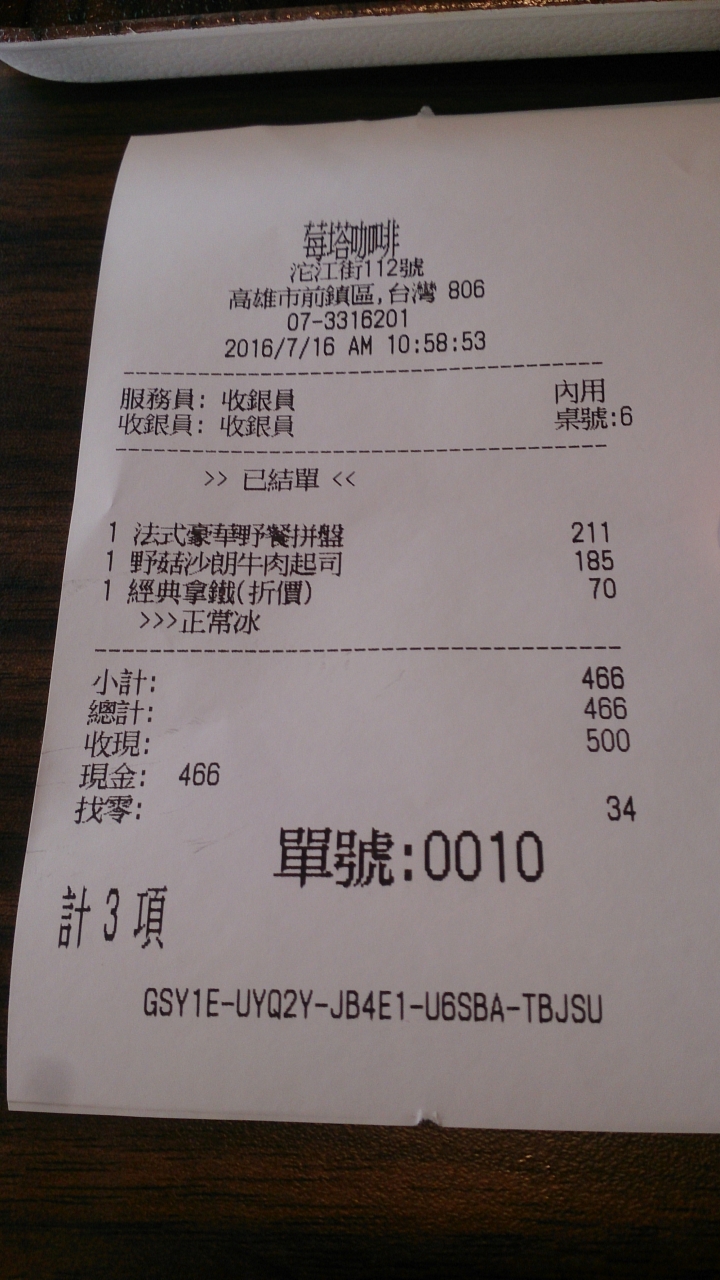 莓塔咖啡
沱江街112號
高雄市前鎮區,台灣 806
07-3316201
2016/7/16 AM 10:58:53
服務員: 收銀員 內用
收銀員: 收銀員 桌號:6
>> 已結單 <<
1 法式豪華野餐拼盤 211
1 野菇沙朗牛肉起司 185
1 經典拿鐵(折價) 70
>>>正常冰
小計: 466
總計: 466
收現: 500
現金: 466
找零: 34
單號:0010
計 3 項
GSY1E-UYQ2Y-JB4E1-U6SBA-TBJSU